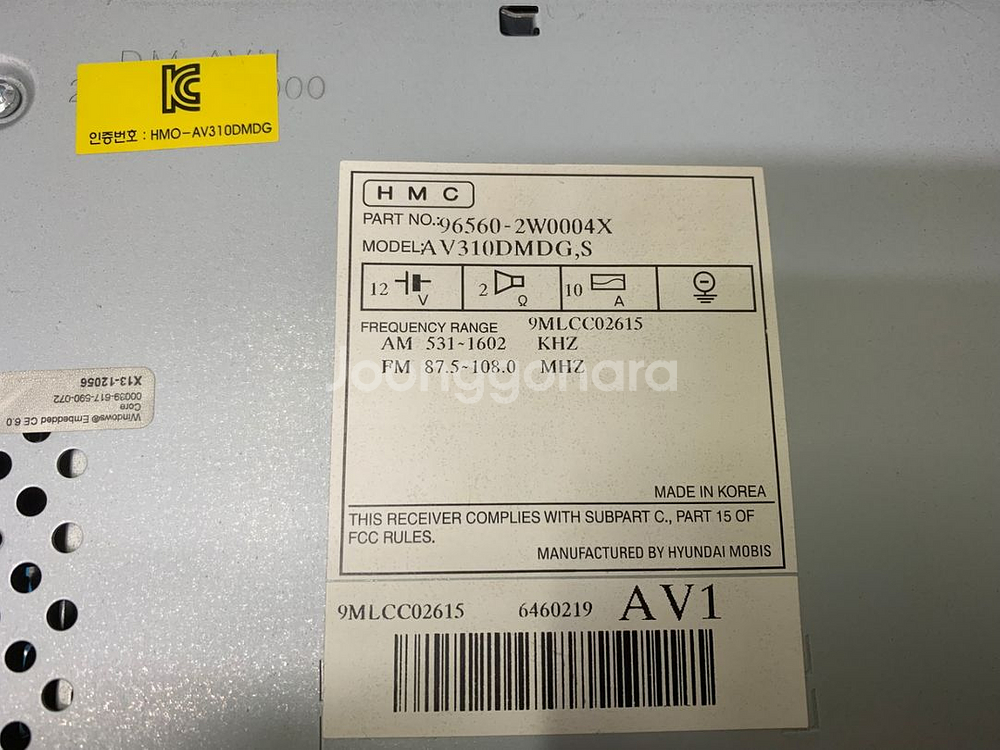 DM AVN
인증번호 : HMO-AV310DMDG
HMC
PART NO.:96560-2W0004X
MODEL:AV310DMDG,S
12 V 2 Ω 10 A
FREQUENCY RANGE 9MLCC02615
AM 531~1602 KHZ
FM 87.5~108.0 MHZ
Joonggonara
X13-12056
00039-617-590-072
Core
Windows® Embedded CE 6.0
MADE IN KOREA
THIS RECEIVER COMPLIES WITH SUBPART C., PART 15 OF
FCC RULES.
MANUFACTURED BY HYUNDAI MOBIS
9MLCC02615 6460219 AV1